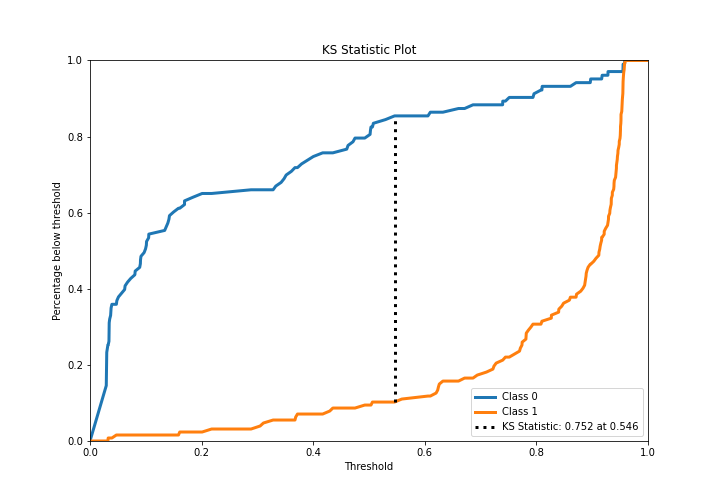 KS Statistic Plot
1.0
0.8
0.6
0.4
0.2
0.0
Percentage below threshold
0.0 0.2 0.4 0.6 0.8 1.0
Threshold
Class 0
Class 1
KS Statistic: 0.752 at 0.546